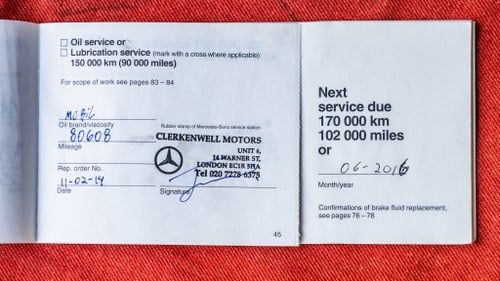 Oil service or
Lubrication service (mark with a cross where applicable)
150 000 km (90 000 miles)
For scope of work see pages 83 – 84
MOBIL
Oil brand/viscosity
80608
Mileage
Rep. order No.
11-02-14
Date
Rubber stamp of Mercedes-Benz service station
CLERKENWELL MOTORS
UNIT 6,
14 WARNER ST,
LONDON EC1R 5HA
Tel 020 7278 6375
Signature
45
Next
service due
170 000 km
102 000 miles
or
06-2016
Month/year
Confirmations of brake fluid replacement,
see pages 76 – 78